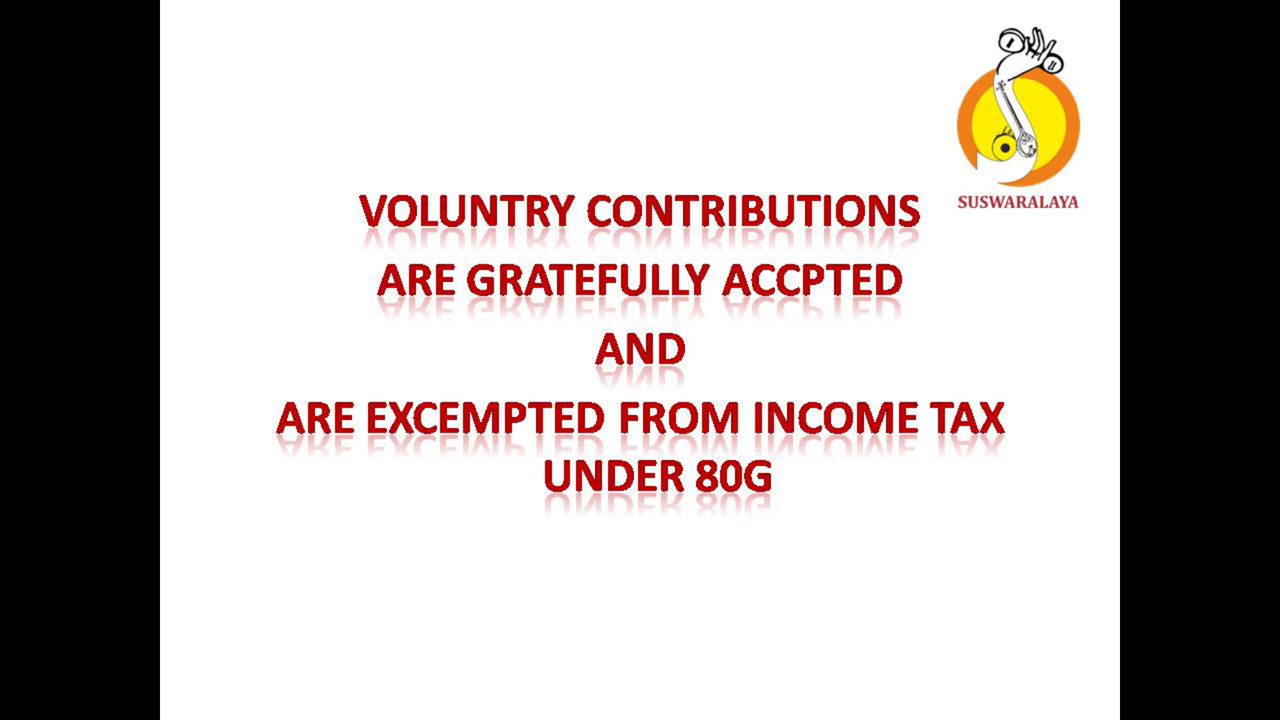 SUSWARALAYA
VOLUNTRY CONTRIBUTIONS
ARE GRATEFULLY ACCPTED
AND
ARE EXCEMPTED FROM INCOME TAX
UNDER 80G